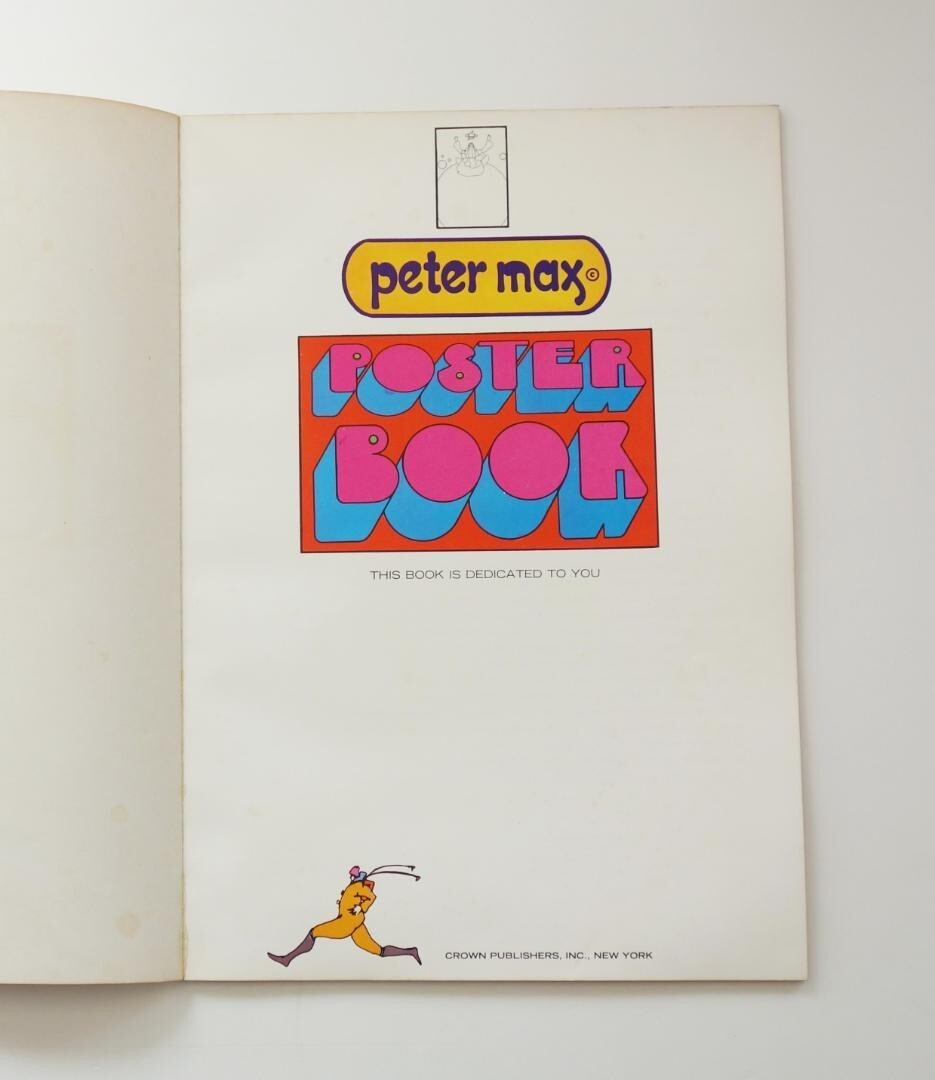 peter max©
POSTER
BOOK
THIS BOOK IS DEDICATED TO YOU
CROWN PUBLISHERS, INC., NEW YORK